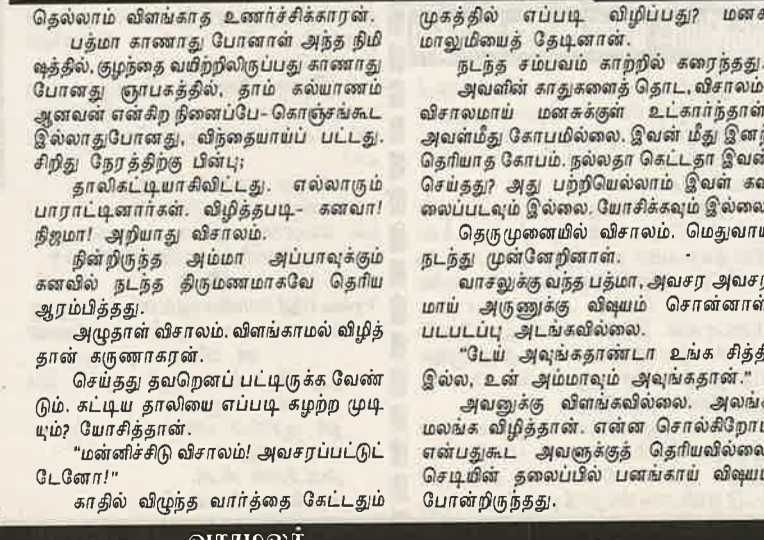 தெல்லாம் விளங்காத உணர்ச்சிக்காரன்.
பத்மா காணாது போனாள் அந்த நிமி
ஷத்தில், குழந்தை வயிற்றிலிருப்பது காணாது
போனது ஞாபகத்தில், தாம் கல்யாணம்
ஆனவன் என்கிற நினைப்பே- கொஞ்சங்கூட
இல்லாதுபோனது, விந்தையாய்ப் பட்டது.
சிறிது நேரத்திற்கு பின்பு;
தாலிகட்டியாசிவிட்டது. எல்லாரும்
பாராட்டினார்கள். விழித்தபடி- கனவா!
நிஜமா! அறியாது விசாலம்.
நின்றிருந்த அம்மா அப்பாவுக்கும்
கனவில் நடந்த திருமணமாகவே தெரிய
ஆரம்பித்தது.
அழுதாள் விசாலம். விளங்காமல் விழித்
தான் கருணாகரன்.
செய்தது தவறெனப் பட்டிருக்க வேண்
டும். கட்டிய தாலியை எப்படி கழற்ற முடி
யும்? யோசித்தான்.
"மன்னிச்சிடு விசாலம்! அவசரப்பட்டுட்
டேனோ!"
காதில் விழுந்த வார்த்தை கேட்டதும்
முகத்தில் எப்படி விழிப்பது?
மாலுமியைத் தேடினான்.
நடந்த சம்பவம் காற்றில் கரைந்தது.
அவளின் காதுகளைத் தொட, விசாலம்
விசாலமாய் மனசுக்குள் உட்கார்ந்தாள்
அவள்மீது கோபமில்லை. இவன் மீது
தெரியாத கோபம். நல்லதா கெட்டதா இவன்
செய்தது? அது பற்றியெல்லாம் இவள் கவ
லைப்படவும் இல்லை. யோசிக்கவும் இல்லை
தெருமுனையில் விசாலம். மெதுவாய்
நடந்து முன்னேறினாள்.
வாசலுக்கு வந்த பத்மா, அவசர அவசர
மாய் அருணுக்கு விஷயம் சொன்னாள்
படபடப்பு அடங்கவில்லை.
"டேய் அவுங்கதாண்டா உங்க சித்தி
இல்ல, உன் அம்மாவும் அவுங்கதான்."
அவனுக்கு விளங்கவில்லை. அலங்க
மலங்க விழித்தான். என்ன சொல்கிறோம்
என்பதுகூட அவளுக்குத் தெரியவில்லை
செடியின் தலைப்பில் பனங்காய் விஷயம்
போன்றிருந்தது.